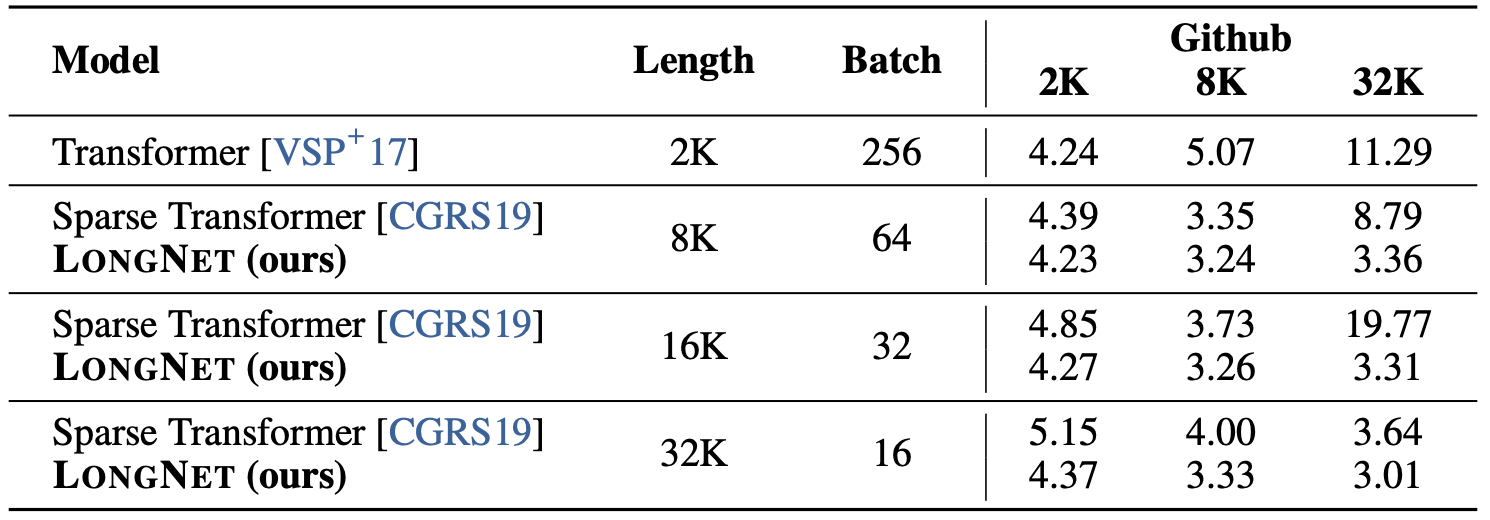 Model Length Batch Github
2K 8K 32K
Transformer [VSP+17] 2K 256 4.24 5.07 11.29
Sparse Transformer [CGRS19] 8K 64 4.39 3.35 8.79
LONGNET (ours) 4.23 3.24 3.36
Sparse Transformer [CGRS19] 16K 32 4.85 3.73 19.77
LONGNET (ours) 4.27 3.26 3.31
Sparse Transformer [CGRS19] 32K 16 5.15 4.00 3.64
LONGNET (ours) 4.37 3.33 3.01